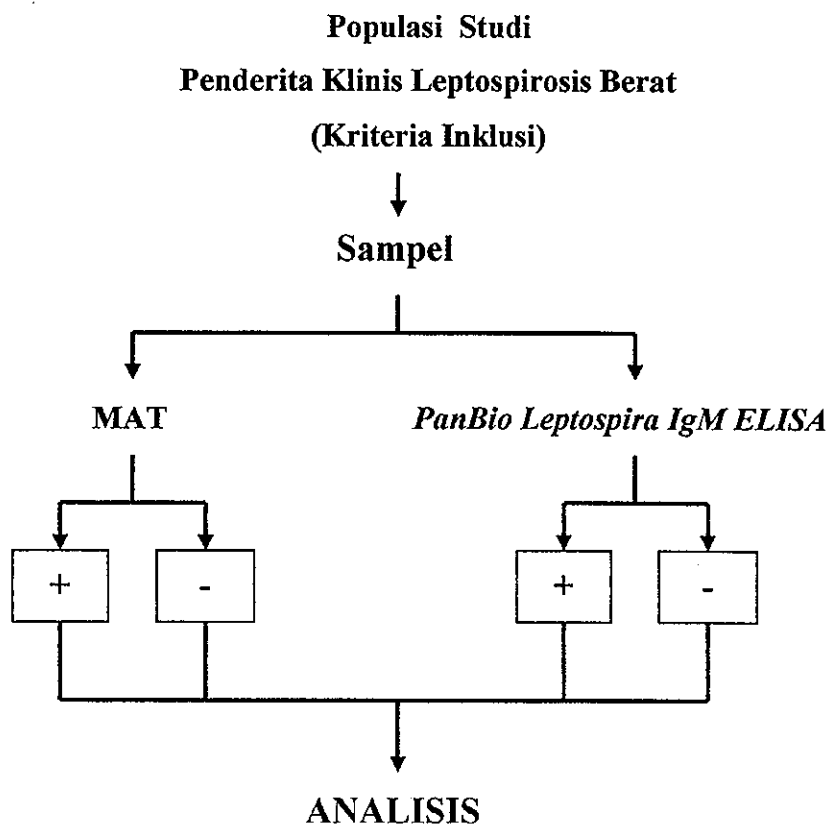 Populasi Studi
Penderita Klinis Leptospirosis Berat
(Kriteria Inklusi)
Sampel
MAT
PanBio Leptospira IgM ELISA
+
-
+
-
ANALISIS